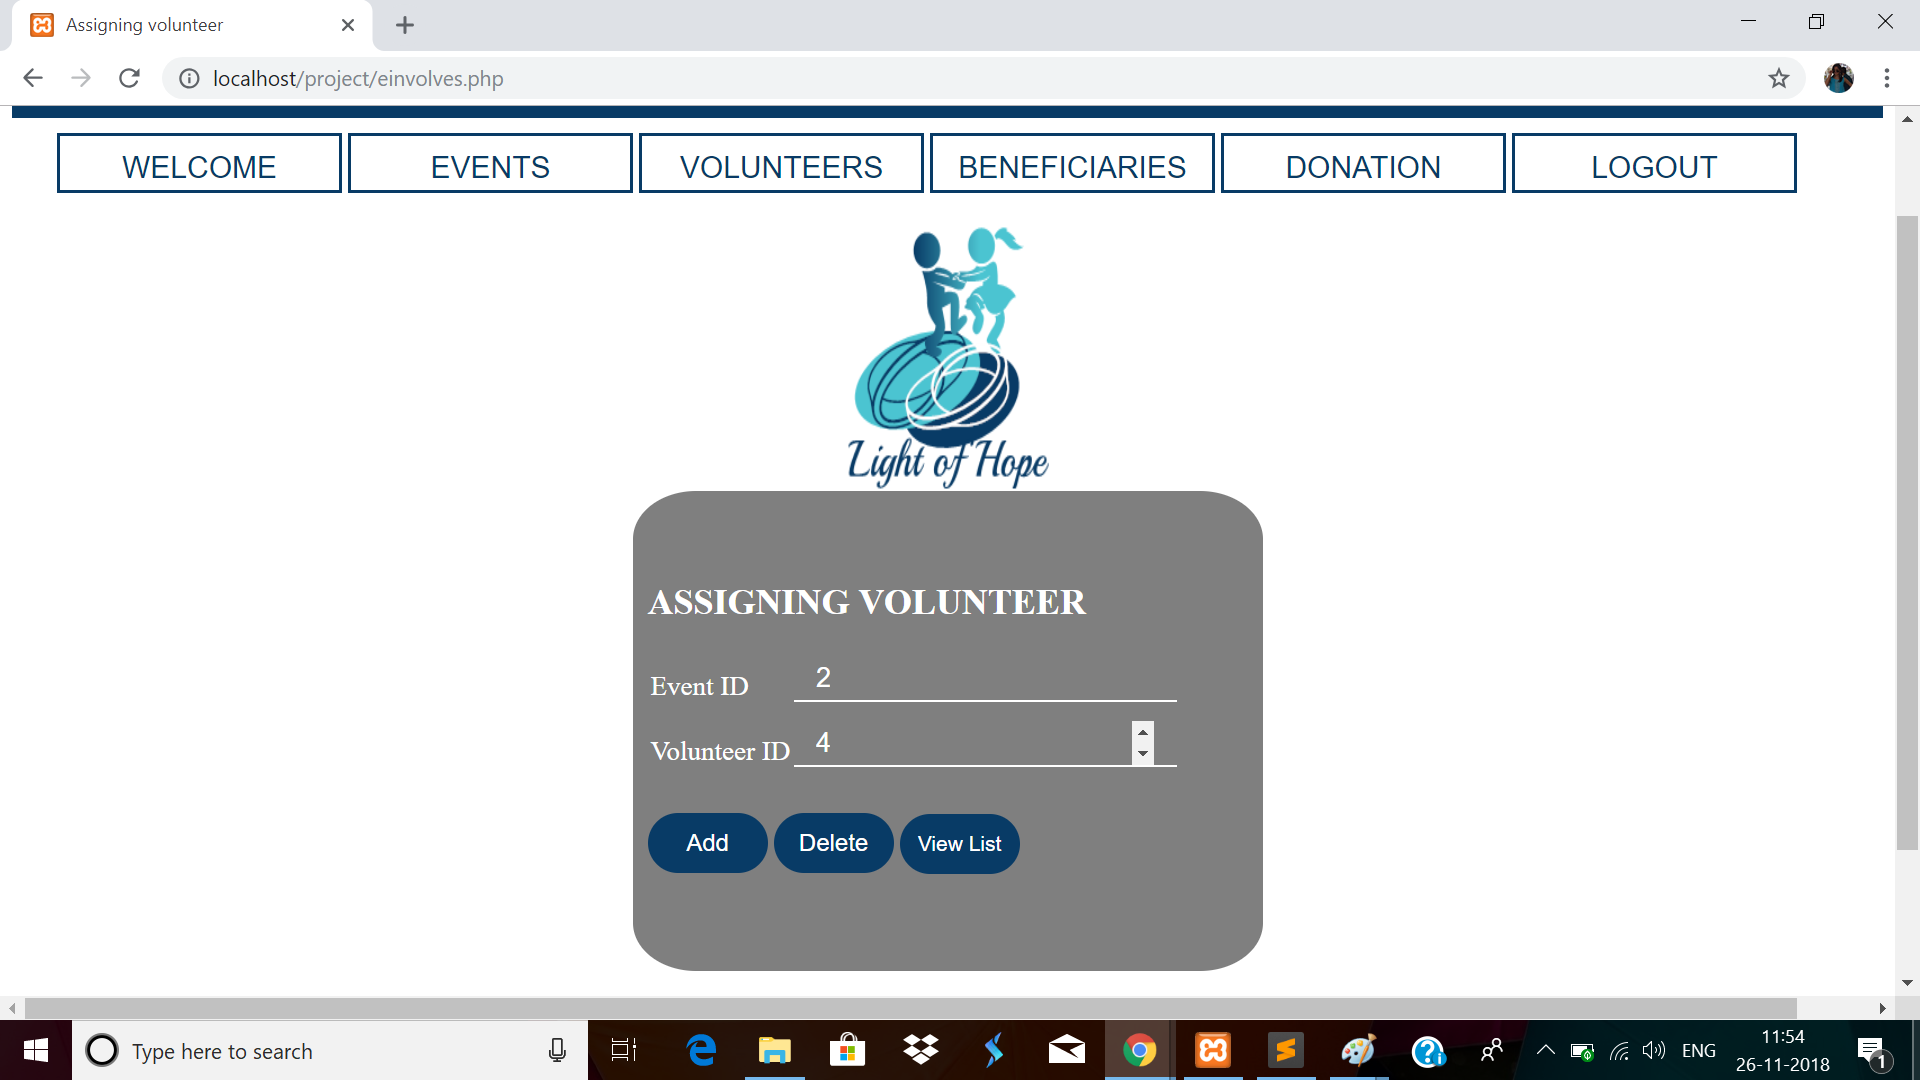 Assigning volunteer
localhost/project/einvolves.php
WELCOME EVENTS VOLUNTEERS BENEFICIARIES DONATION LOGOUT
Light of Hope
ASSIGNING VOLUNTEER
Event ID 2
Volunteer ID 4
Add Delete View List
Type here to search
ENG
11:54
26-11-2018
1